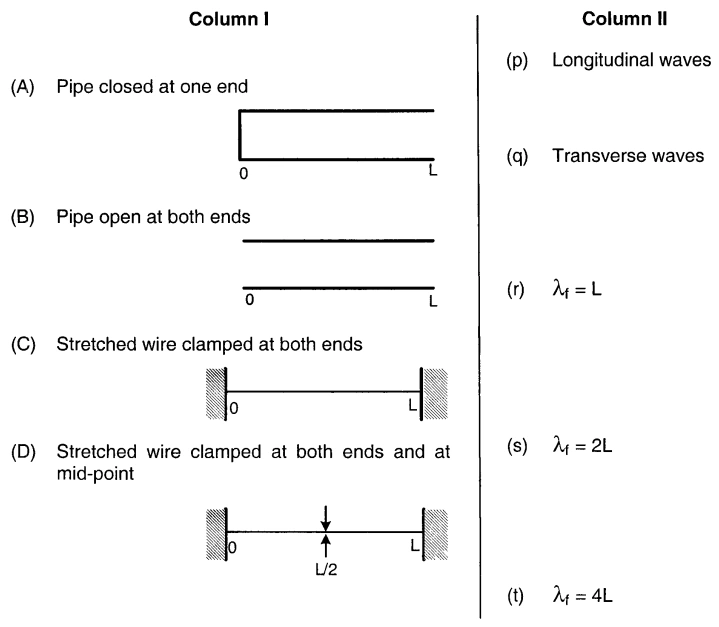 Column I
(A) Pipe closed at one end
0 L
(B) Pipe open at both ends
0 L
(C) Stretched wire clamped at both ends
0 L
(D) Stretched wire clamped at both ends and at
mid-point
0 L
L/2
Column II
(p) Longitudinal waves
(q) Transverse waves
(r) λf = L
(s) λf = 2L
(t) λf = 4L